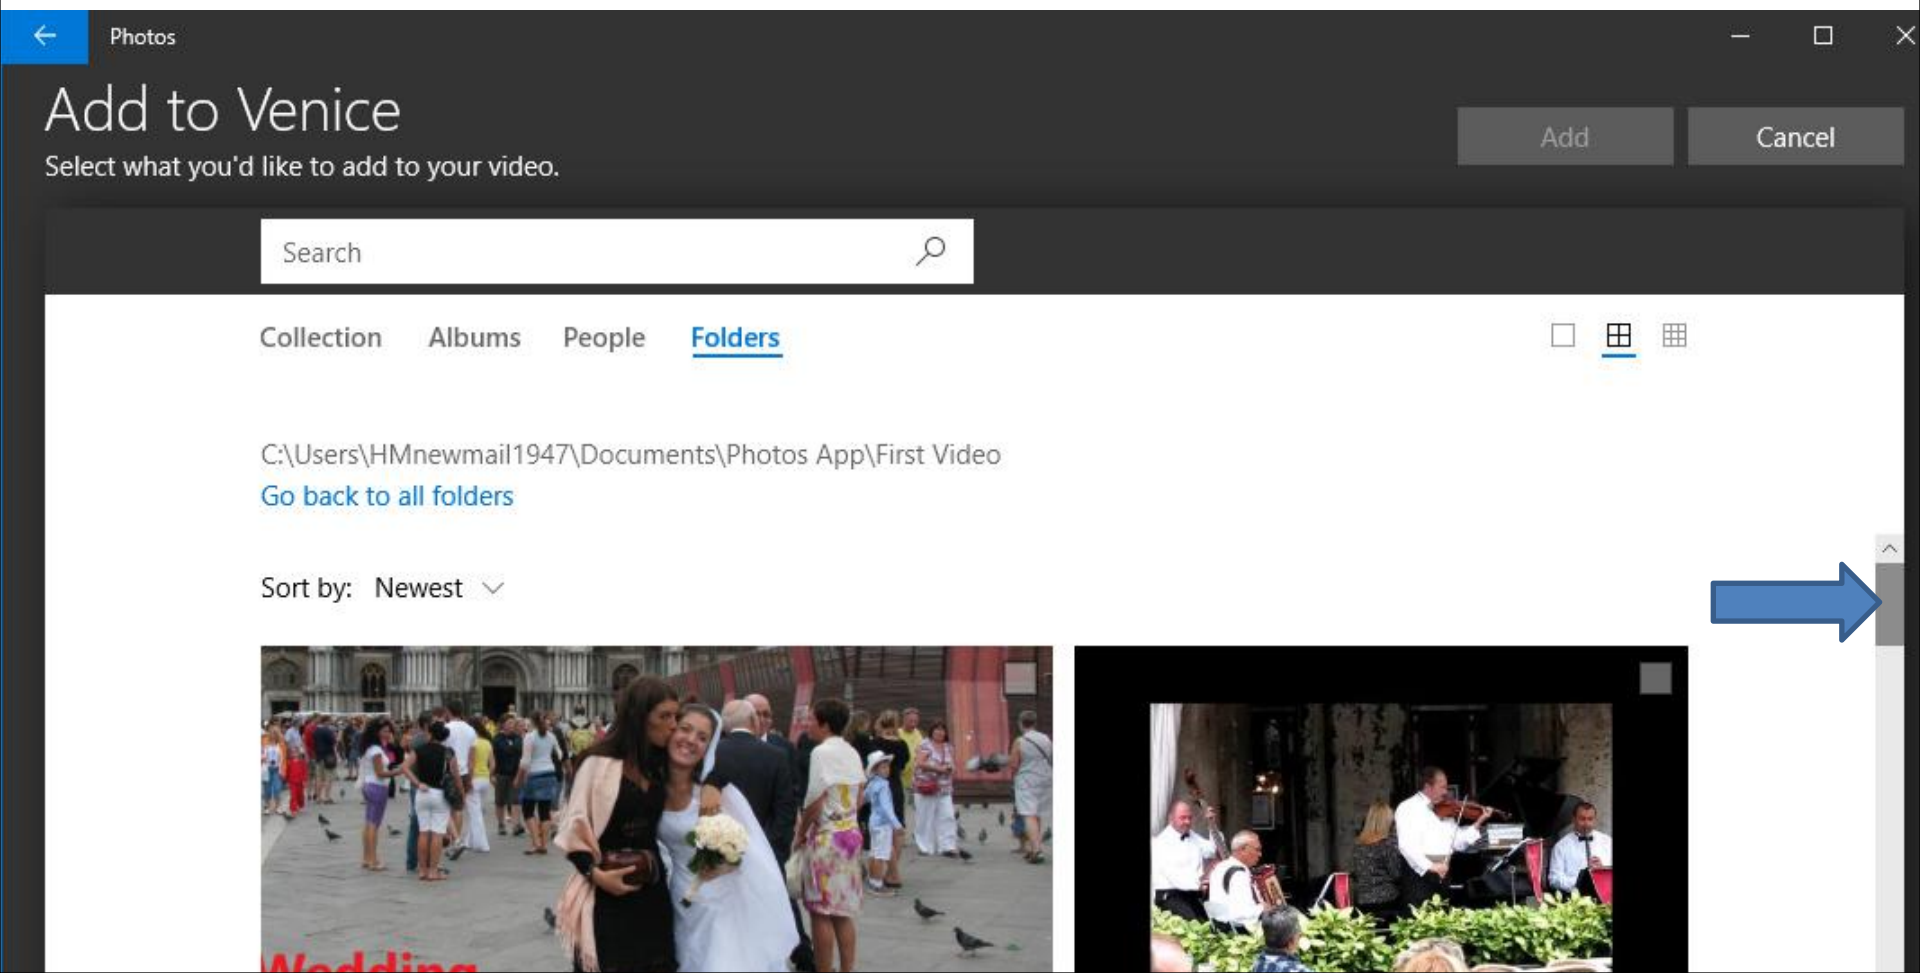 Photos
Add to Venice
Select what you'd like to add to your video.
Add
Cancel
Search
Collection Albums People Folders
C:\Users\HMnewmail1947\Documents\Photos App\First Video
Go back to all folders
Sort by: Newest
Wedding